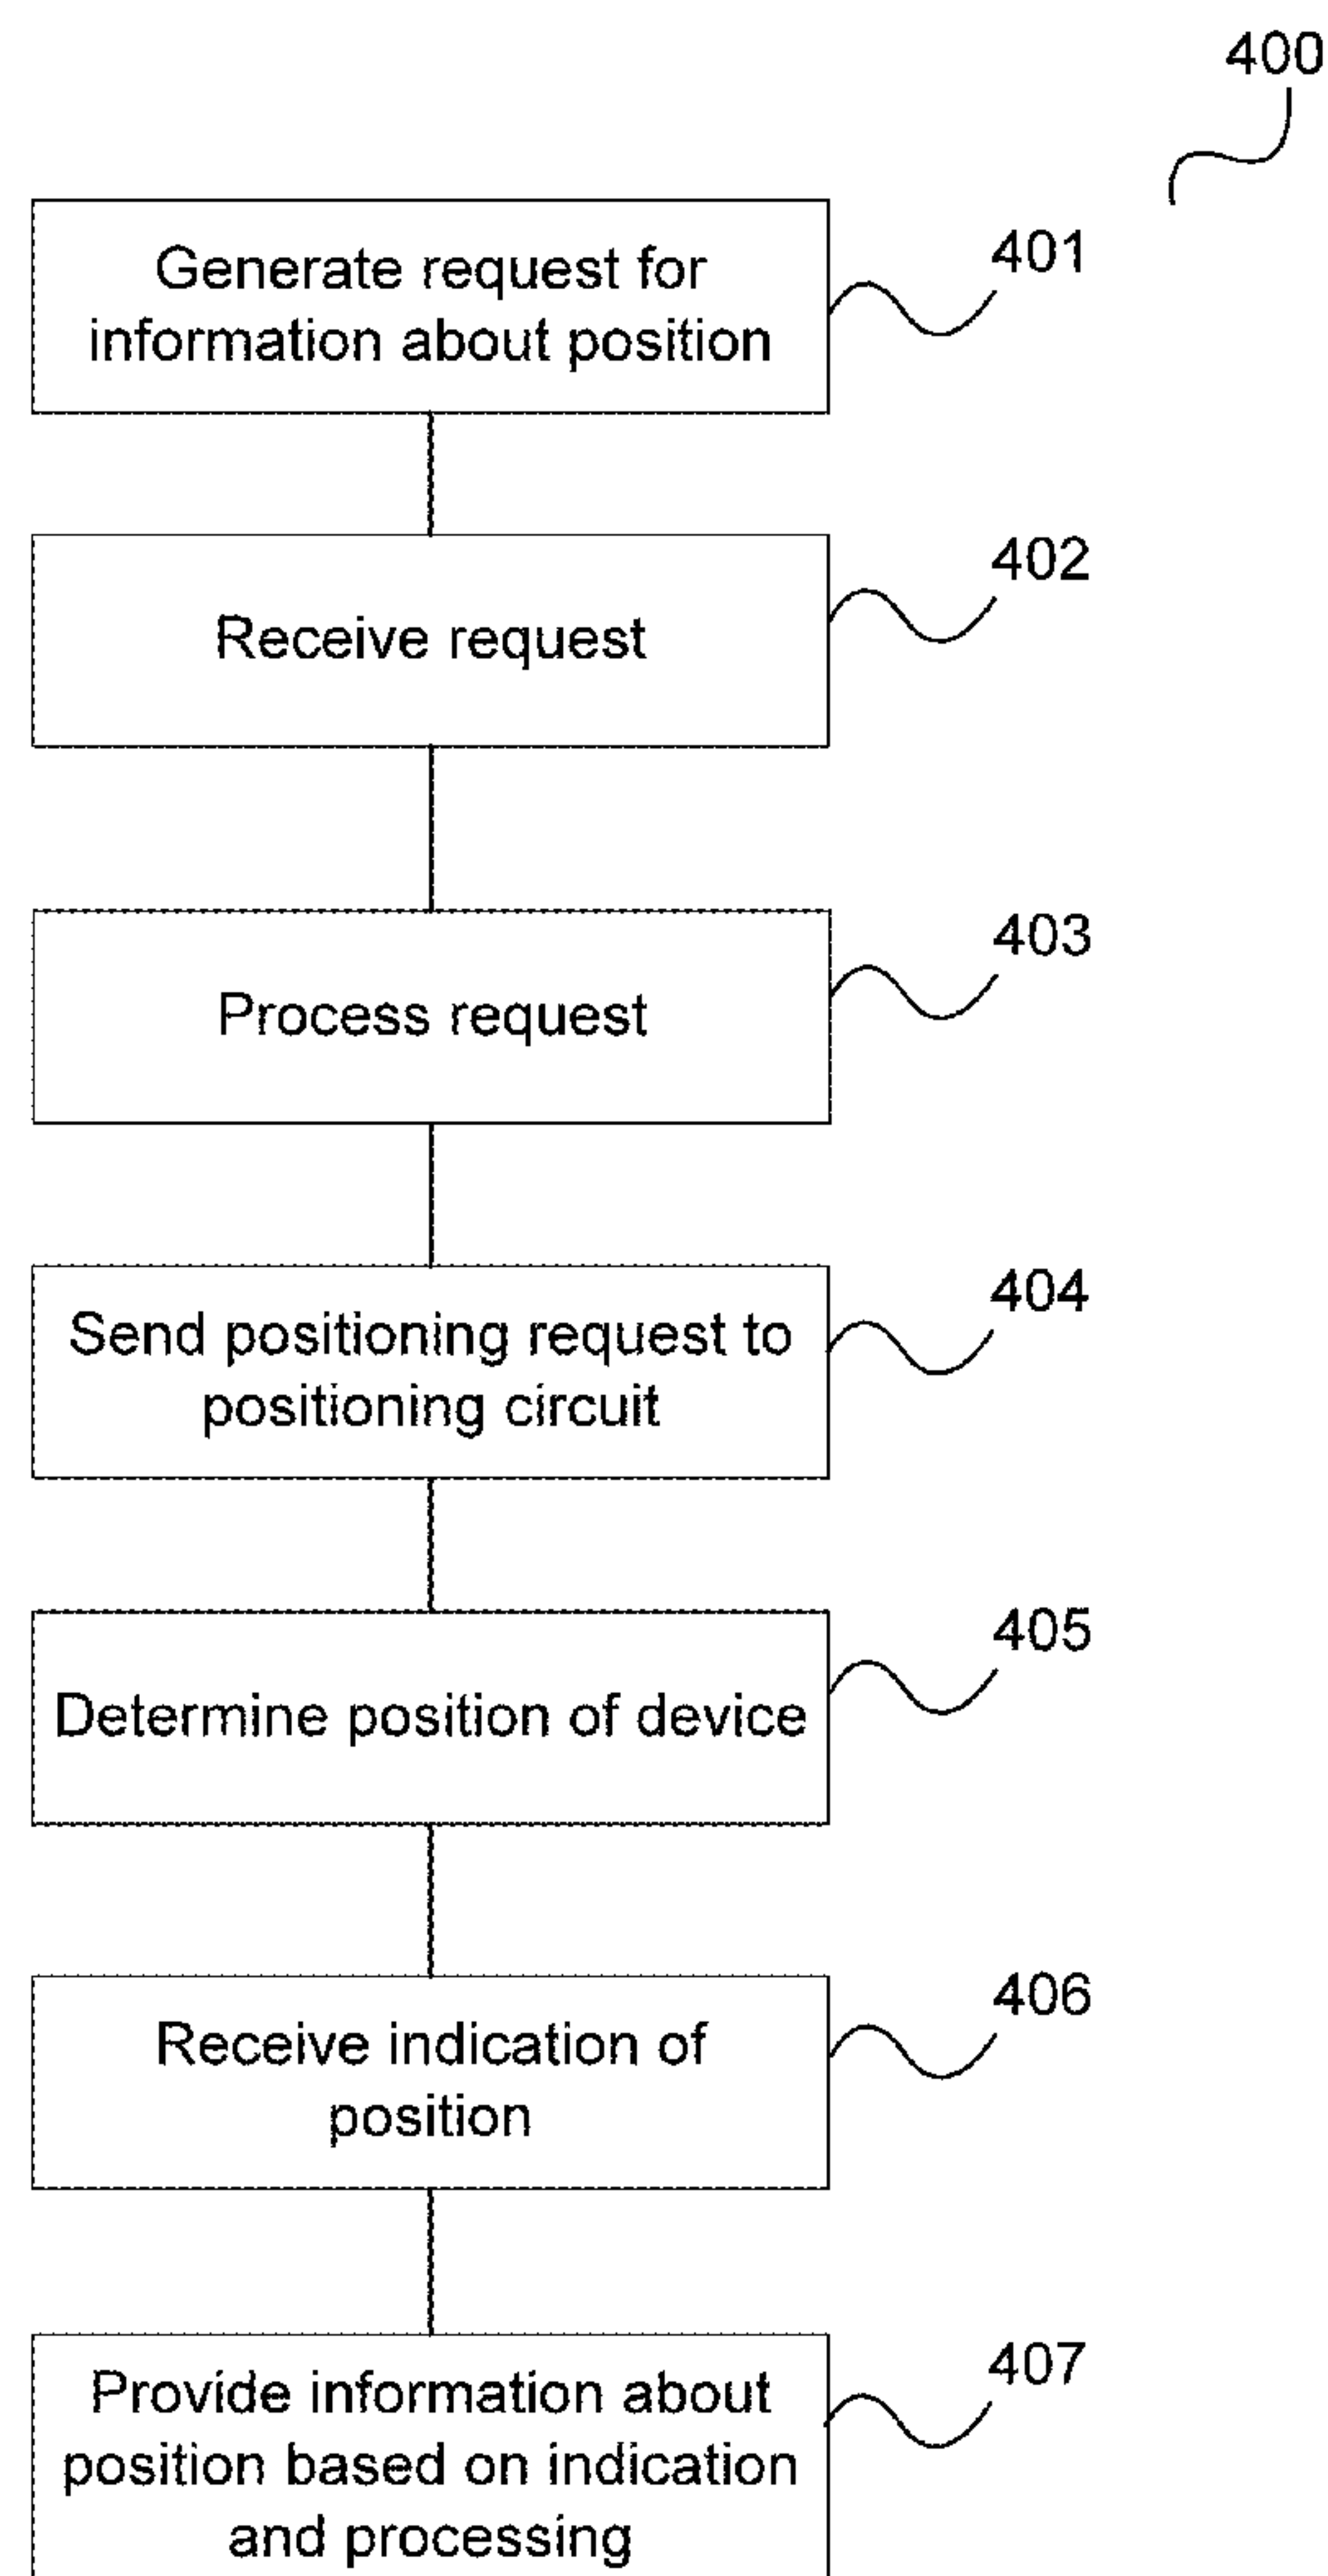 400
Generate request for
information about position
401
Receive request
402
Process request
403
Send positioning request to
positioning circuit
404
Determine position of device
405
Receive indication of
position
406
Provide information about
position based on indication
and processing
407